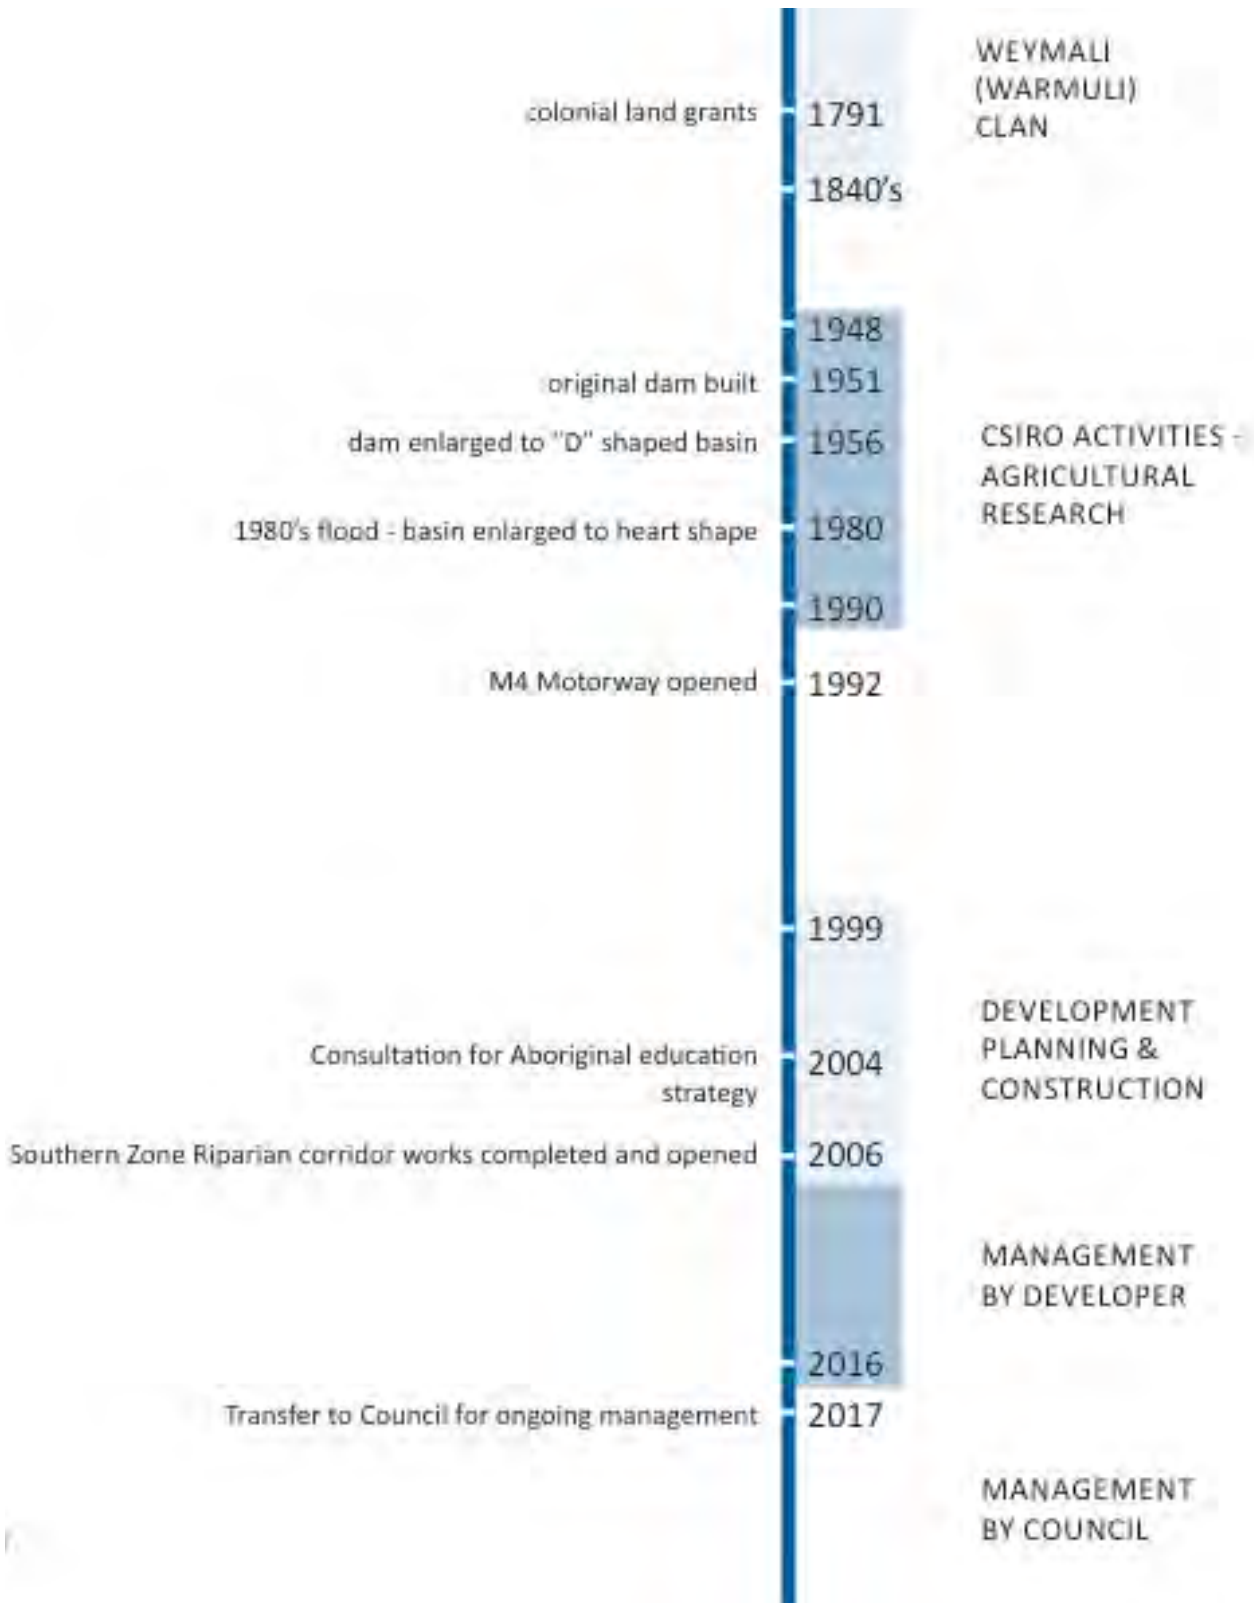 WEYMALI
(WARMULI)
CLAN
colonial land grants 1791
1840's
1948
original dam built 1951
dam enlarged to "D" shaped basin 1956
CSIRO ACTIVITIES -
AGRICULTURAL
RESEARCH
1980's flood - basin enlarged to heart shape 1980
1990
M4 Motorway opened 1992
1999
DEVELOPMENT
PLANNING &
CONSTRUCTION
Consultation for Aboriginal education
strategy
2004
Southern Zone Riparian corridor works completed and opened 2006
MANAGEMENT
BY DEVELOPER
2016
Transfer to Council for ongoing management 2017
MANAGEMENT
BY COUNCIL